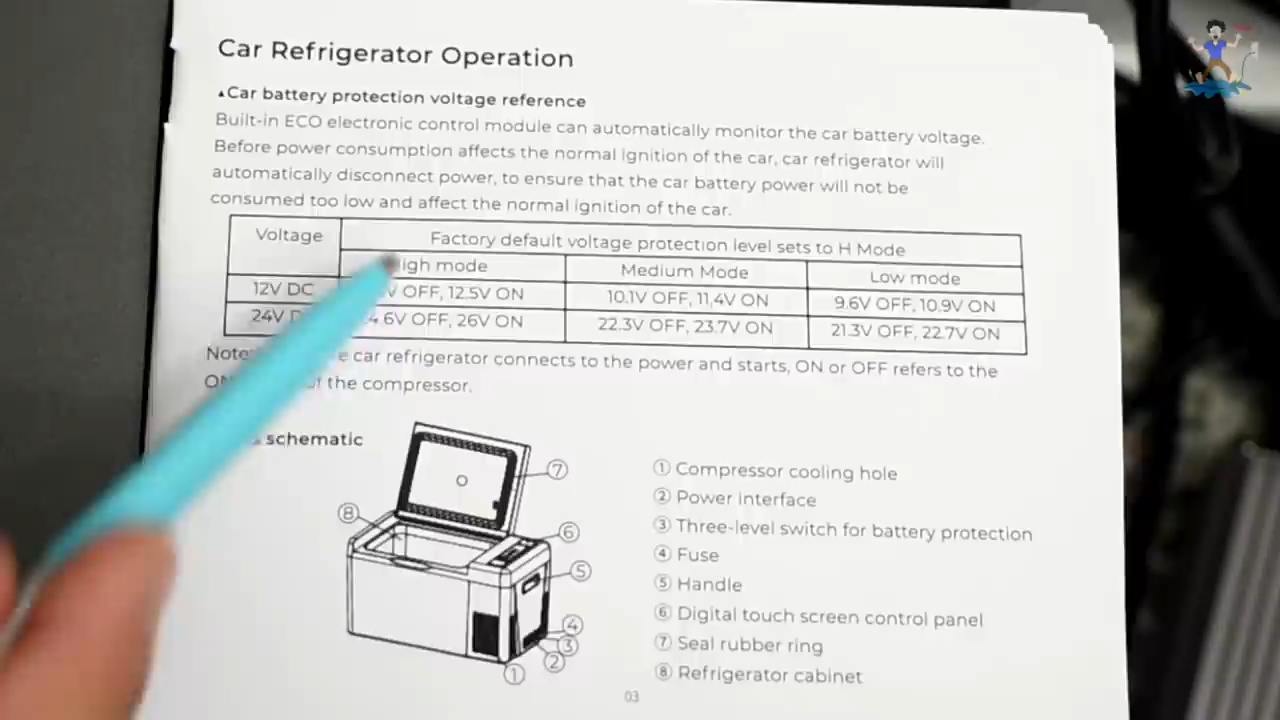 Car Refrigerator Operation
▲Car battery protection voltage reference
Built-in ECO electronic control module can automatically monitor the car battery voltage.
Before power consumption affects the normal ignition of the car, car refrigerator will
automatically disconnect power, to ensure that the car battery power will not be
consumed too low and affect the normal ignition of the car.
Voltage Factory default voltage protection level sets to H Mode
igh mode Medium Mode Low mode
12V DC V OFF, 12.5V ON 10.1V OFF, 11,4V ON 9.6V OFF, 10.9V ON
24V 6V OFF, 26V ON 22.3V OFF, 23.7V ON 21.3V OFF, 22.7V ON
Note car refrigerator connects to the power and starts, ON or OFF refers to the
the compressor.
schematic
① Compressor cooling hole
② Power interface
③ Three-level switch for battery protection
④ Fuse
⑤ Handle
⑥ Digital touch screen control panel
⑦ Seal rubber ring
⑧ Refrigerator cabinet
⑦
⑧
⑥
⑤
④
③
②
①
03